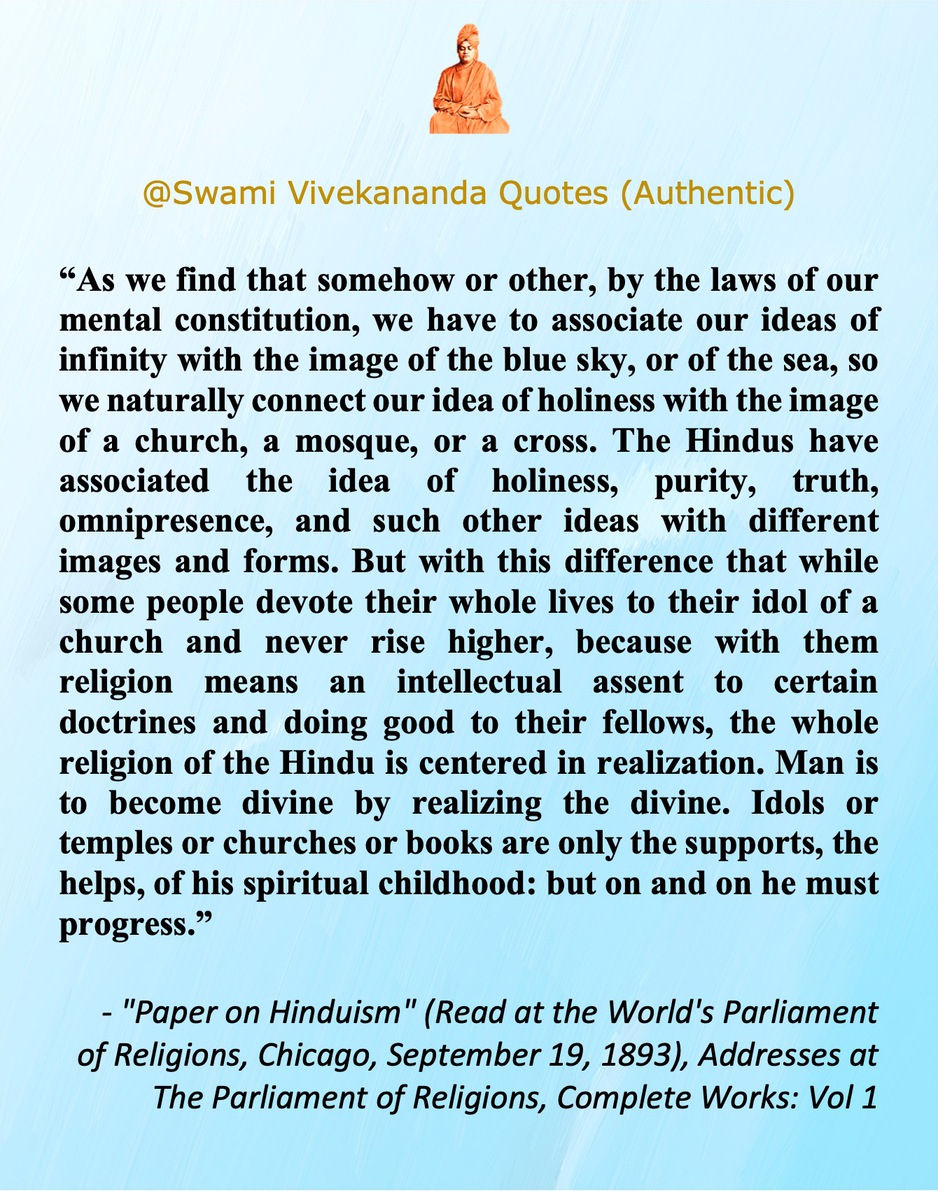 @Swami Vivekananda Quotes (Authentic)
“As we find that somehow or other, by the laws of our
mental constitution, we have to associate our ideas of
infinity with the image of the blue sky, or of the sea, so
we naturally connect our idea of holiness with the image
of a church, a mosque, or a cross. The Hindus have
associated the idea of holiness, purity, truth,
omnipresence, and such other ideas with different
images and forms. But with this difference that while
some people devote their whole lives to their idol of a
church and never rise higher, because with them
religion means an intellectual assent to certain
doctrines and doing good to their fellows, the whole
religion of the Hindu is centered in realization. Man is
to become divine by realizing the divine. Idols or
temples or churches or books are only the supports, the
helps, of his spiritual childhood: but on and on he must
progress.”
- "Paper on Hinduism" (Read at the World's Parliament
of Religions, Chicago, September 19, 1893), Addresses at
The Parliament of Religions, Complete Works: Vol 1